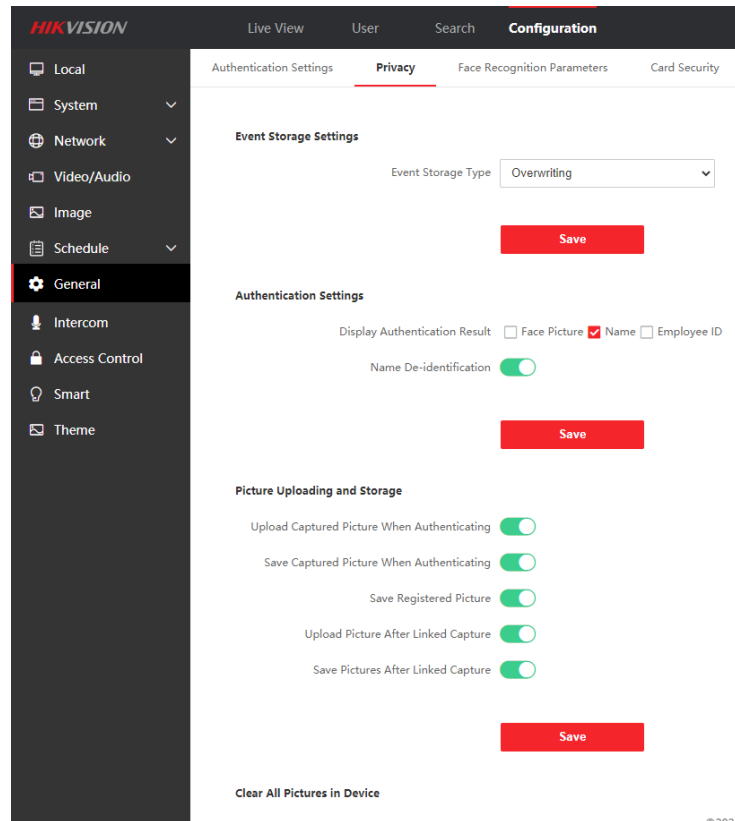 HIKVISION
Live View User Search Configuration
Local
System
Network
Video/Audio
Image
Schedule
General
Intercom
Access Control
Smart
Theme
Authentication Settings Privacy Face Recognition Parameters Card Security
Event Storage Settings
Event Storage Type Overwriting
Save
Authentication Settings
Display Authentication Result Face Picture Name Employee ID
Name De-identification
Save
Picture Uploading and Storage
Upload Captured Picture When Authenticating
Save Captured Picture When Authenticating
Save Registered Picture
Upload Picture After Linked Capture
Save Pictures After Linked Capture
Save
Clear All Pictures in Device